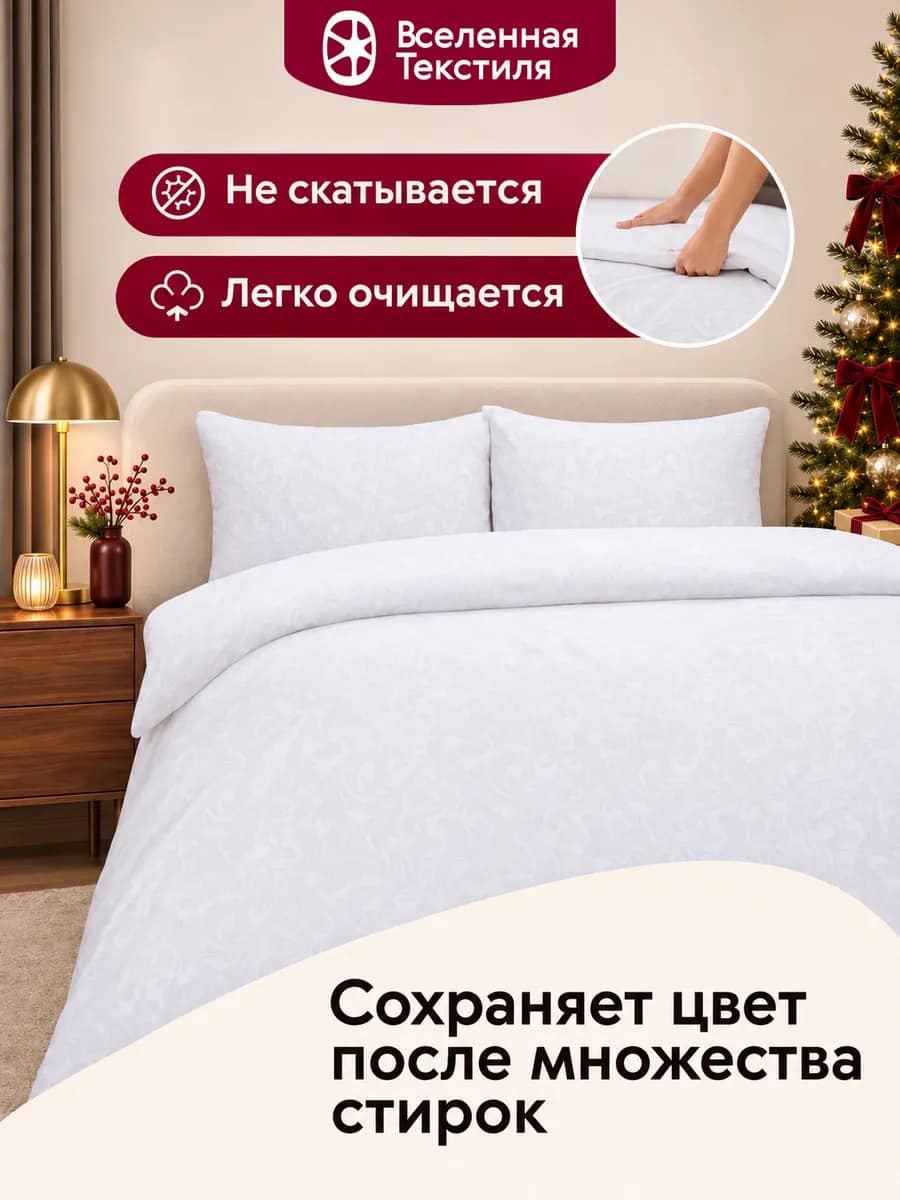 Вселенная
Текстиля
Не скатывается
Легко очищается
Сохраняет цвет
после множества
стирок